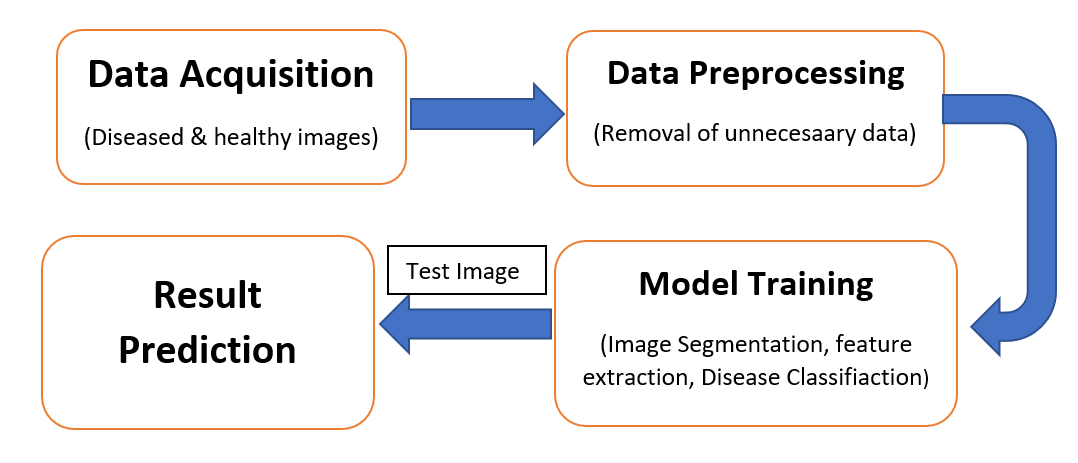 Data Acquisition
(Diseased & healthy images)
Data Preprocessing
(Removal of unnecesaary data)
Model Training
(Image Segmentation, feature
extraction, Disease Classifiaction)
Test Image
Result
Prediction